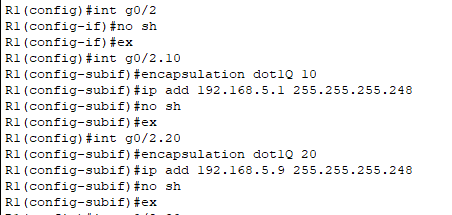 R1(config)#int g0/2
R1(config-if)#no sh
R1(config-if)#ex
R1(config)#int g0/2.10
R1(config-subif)#encapsulation dot1Q 10
R1(config-subif)#ip add 192.168.5.1 255.255.255.248
R1(config-subif)#no sh
R1(config-subif)#ex
R1(config)#int g0/2.20
R1(config-subif)#encapsulation dot1Q 20
R1(config-subif)#ip add 192.168.5.9 255.255.255.248
R1(config-subif)#no sh
R1(config-subif)#ex